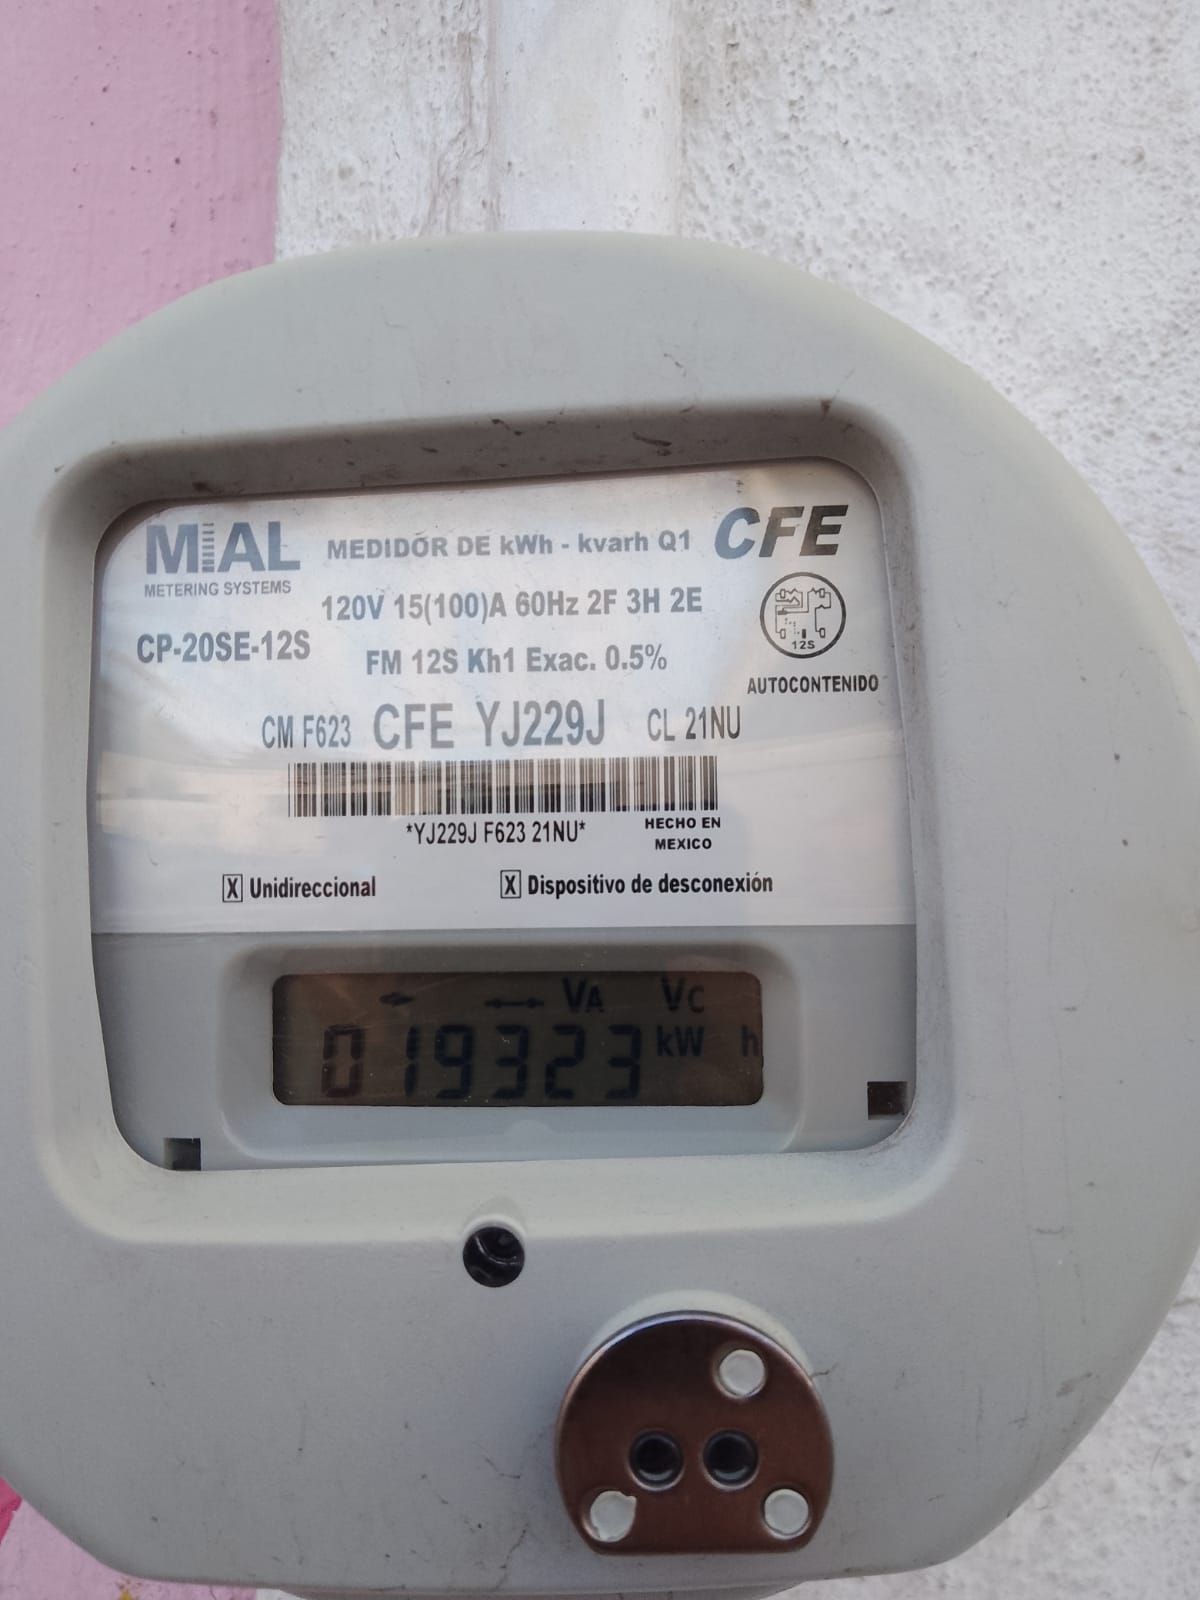 MIAL
METERING SYSTEMS
MEDIDOR DE kWh - kvarh Q1
CFE
120V 15(100)A 60Hz 2F 3H 2E
CP-20SE-12S
FM 12S Kh1 Exac. 0.5%
12S
AUTOCONTENIDO
CM F623 CFE YJ229J CL 21NU
*YJ229J F623 21NU*
HECHO EN
MEXICO
X Unidireccional
X Dispositivo de desconexión
VA VC
019323 kW h